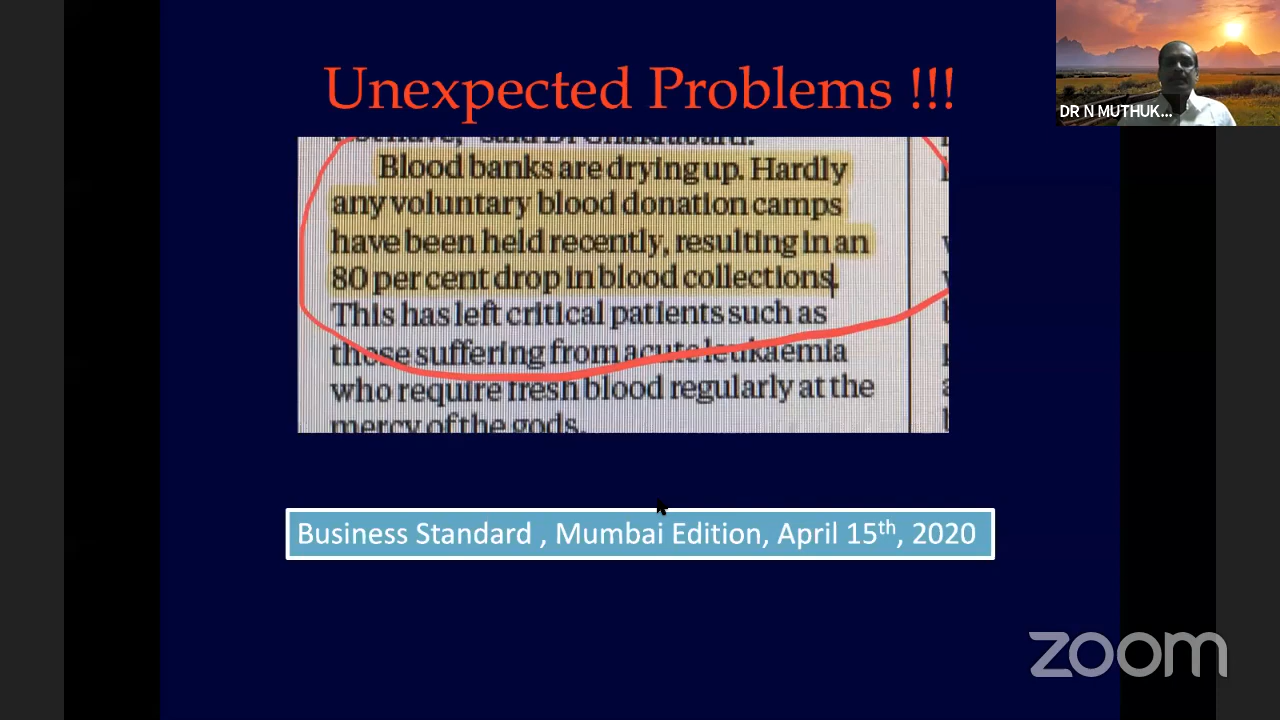 Unexpected Problems !!!
DR N MUTHUK...
Blood banks are drying up. Hardly
any voluntary blood donation camps
have been held recently, resulting in an
80 per cent drop in blood collections.
This has left critical patients such as
those suffering from acute leukaemia
who require fresh blood regularly at the
mercy of the gods.
Business Standard , Mumbai Edition, April 15th, 2020
zoom